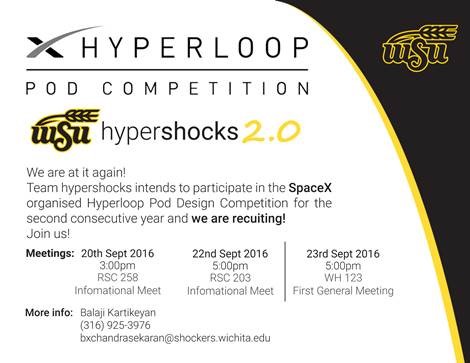 X HYPERLOOP
POD COMPETITION
wsu
wsu hypershocks 2.0
We are at it again!
Team hypershocks intends to participate in the SpaceX
organised Hyperloop Pod Design Competition for the
second consecutive year and we are recuiting!
Join us!
Meetings: 20th Sept 2016 22nd Sept 2016 23rd Sept 2016
3:00pm 5:00pm 5:00pm
RSC 258 RSC 203 WH 123
Infomational Meet Infomational Meet First General Meeting
More info: Balaji Kartikeyan
(316) 925-3976
bxchandrasekaran@shockers.wichita.edu